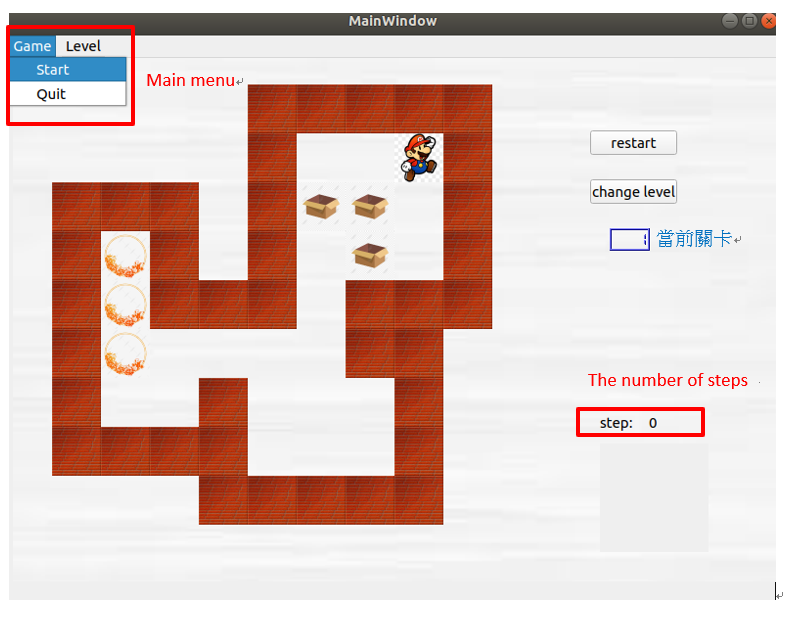 MainWindow
Game Level
Start
Quit
Main menu
restart
change level
1 當前關卡
The number of steps
step: 0